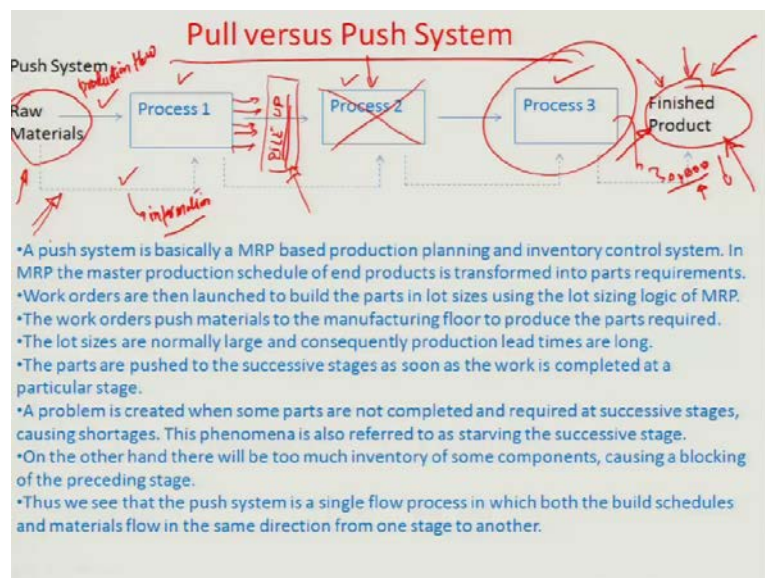 Pull versus Push System
Push System
production flow
Raw
Materials
Process 1
PILE UP
Process 2
Process 3
Finished
Product
information
30,000
•A push system is basically a MRP based production planning and inventory control system. In
MRP the master production schedule of end products is transformed into parts requirements.
•Work orders are then launched to build the parts in lot sizes using the lot sizing logic of MRP.
•The work orders push materials to the manufacturing floor to produce the parts required.
•The lot sizes are normally large and consequently production lead times are long.
•The parts are pushed to the successive stages as soon as the work is completed at a
particular stage.
•A problem is created when some parts are not completed and required at successive stages,
causing shortages. This phenomena is also referred to as starving the successive stage.
•On the other hand there will be too much inventory of some components, causing a blocking
of the preceding stage.
•Thus we see that the push system is a single flow process in which both the build schedules
and materials flow in the same direction from one stage to another.